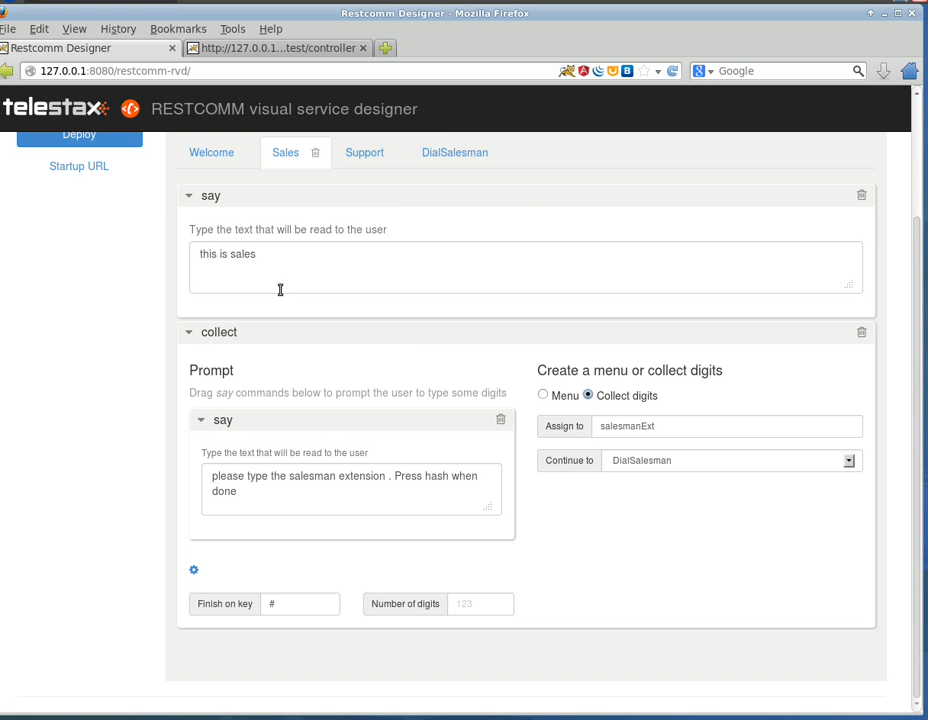 Restcomm Designer - Mozilla Firefox
File Edit View History Bookmarks Tools Help
Restcomm Designer http://127.0.0.1...test/controller
127.0.0.1:8080/restcomm-rvd/ Google
telestax RESTCOMM visual service designer
Deploy
Startup URL
Welcome Sales Support DialSalesman
say
Type the text that will be read to the user
this is sales
collect
Prompt
Drag say commands below to prompt the user to type some digits
say
Type the text that will be read to the user
please type the salesman extension . Press hash when
done
Finish on key #
Number of digits 123
Create a menu or collect digits
Menu Collect digits
Assign to salesmanExt
Continue to DialSalesman